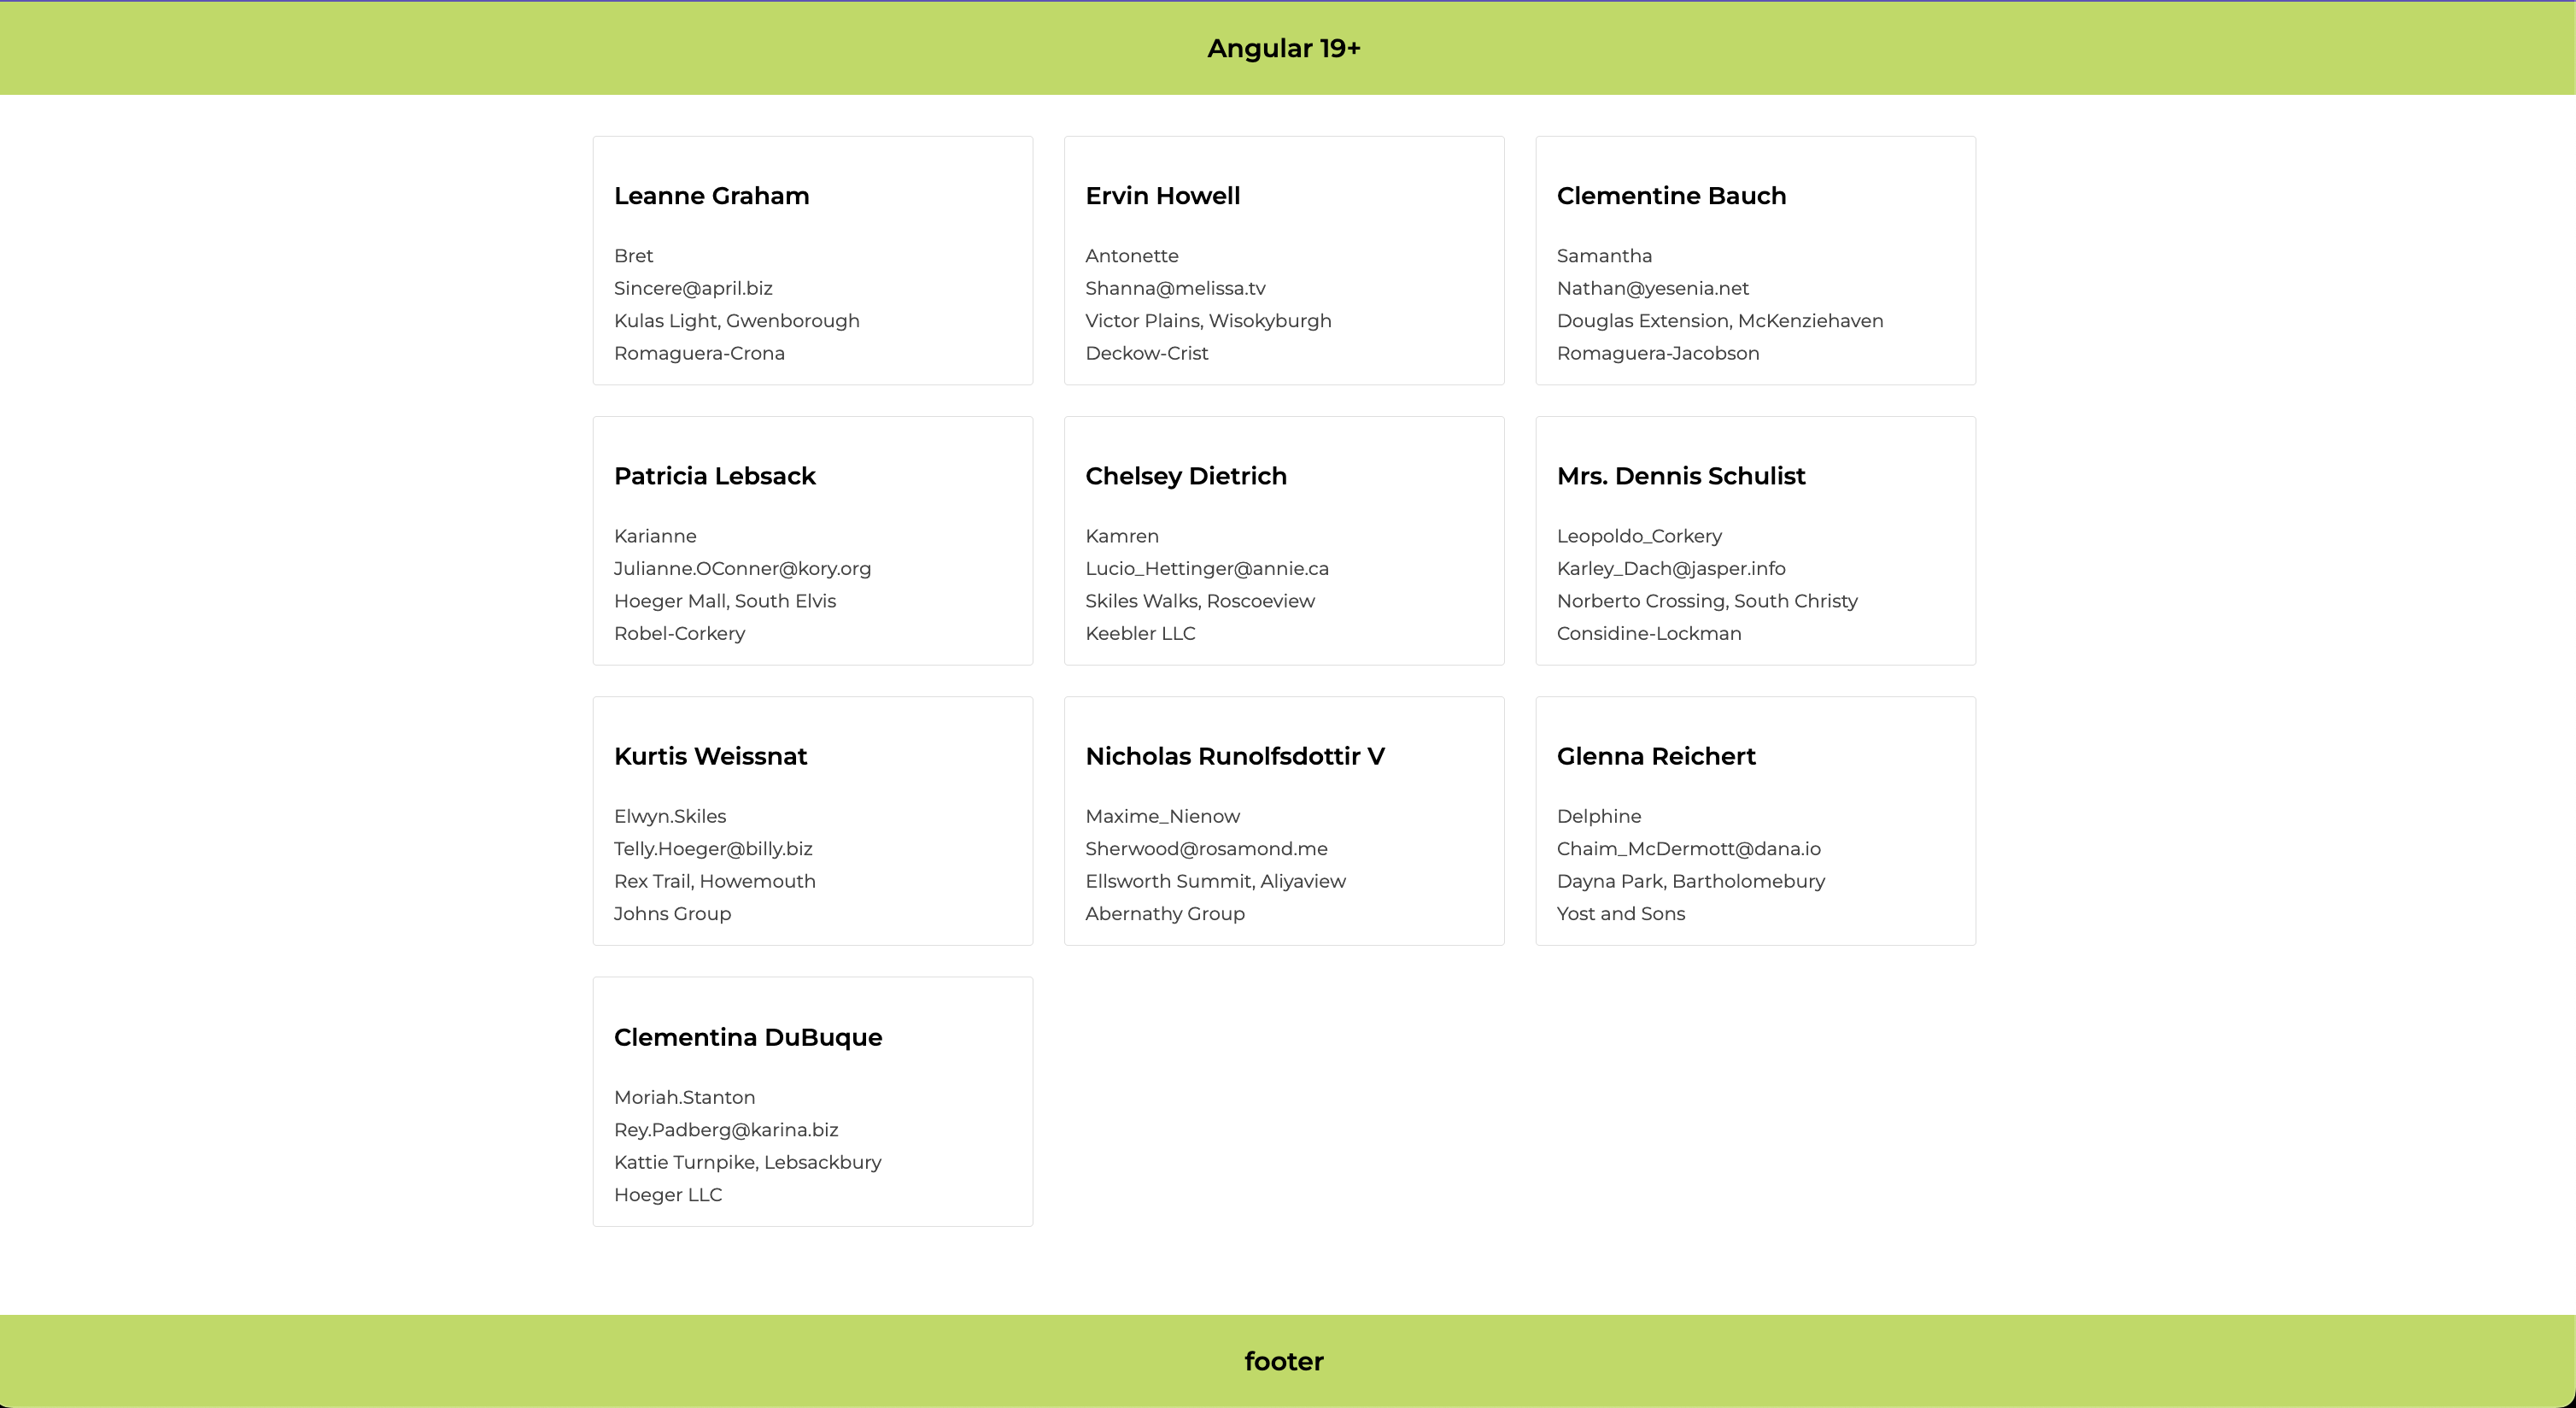 Angular 19+
Leanne Graham
Bret
Sincere@april.biz
Kulas Light, Gwenborough
Romaguera-Crona
Ervin Howell
Antonette
Shanna@melissa.tv
Victor Plains, Wisokyburgh
Deckow-Crist
Clementine Bauch
Samantha
Nathan@yesenia.net
Douglas Extension, McKenziehaven
Romaguera-Jacobson
Patricia Lebsack
Karianne
Julianne.OConner@kory.org
Hoeger Mall, South Elvis
Robel-Corkery
Chelsey Dietrich
Kamren
Lucio_Hettinger@annie.ca
Skiles Walks, Roscoeview
Keebler LLC
Mrs. Dennis Schulist
Leopoldo_Corkery
Karley_Dach@jasper.info
Norberto Crossing, South Christy
Considine-Lockman
Kurtis Weissnat
Elwyn.Skiles
Telly.Hoeger@billy.biz
Rex Trail, Howemouth
Johns Group
Nicholas Runolfsdottir V
Maxime_Nienow
Sherwood@rosamond.me
Ellsworth Summit, Aliyaview
Abernathy Group
Glenna Reichert
Delphine
Chaim_McDermott@dana.io
Dayna Park, Bartholomebury
Yost and Sons
Clementina DuBuque
Moriah.Stanton
Rey.Padberg@karina.biz
Kattie Turnpike, Lebsackbury
Hoeger LLC
footer